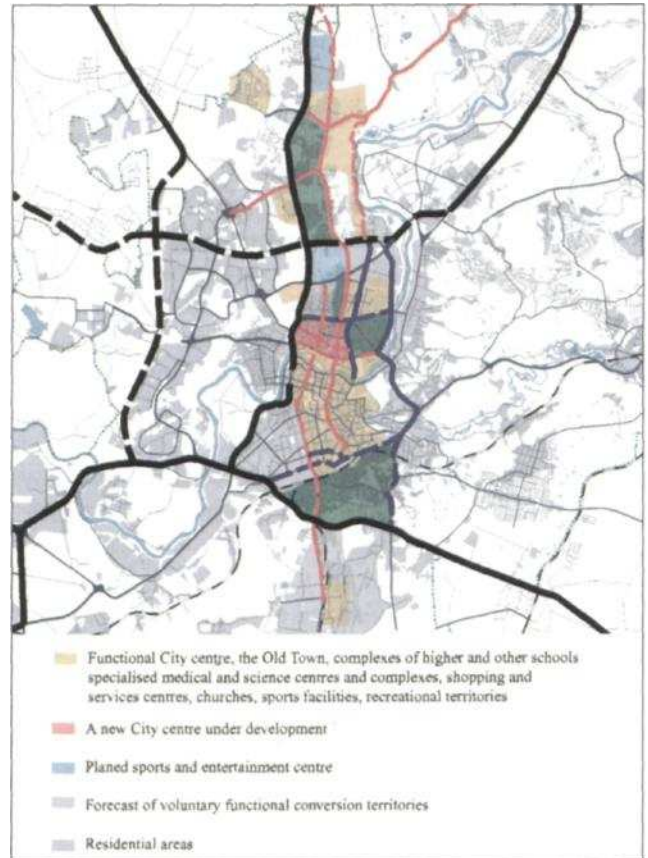 Functional City centre, the Old Town, complexes of higher and other schools
specialised medical and science centres and complexes, shopping and
services centres, churches, sports facilities, recreational territories
A new City centre under development
Planed sports and entertainment centre
Forecast of voluntary functional conversion territories
Residential areas